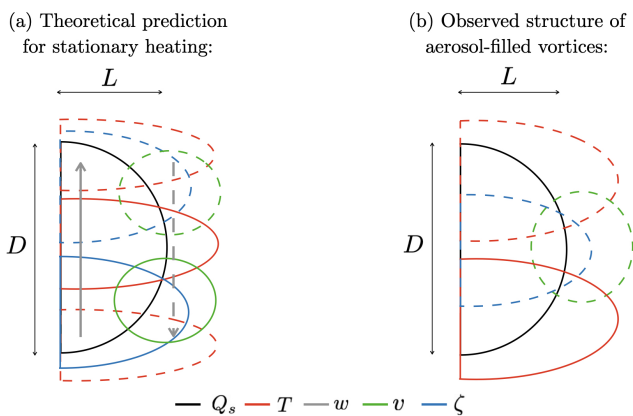 (a) Theoretical prediction
for stationary heating:
(b) Observed structure of
aerosol-filled vortices:
L
L
D
D
Q_s T w v ζ